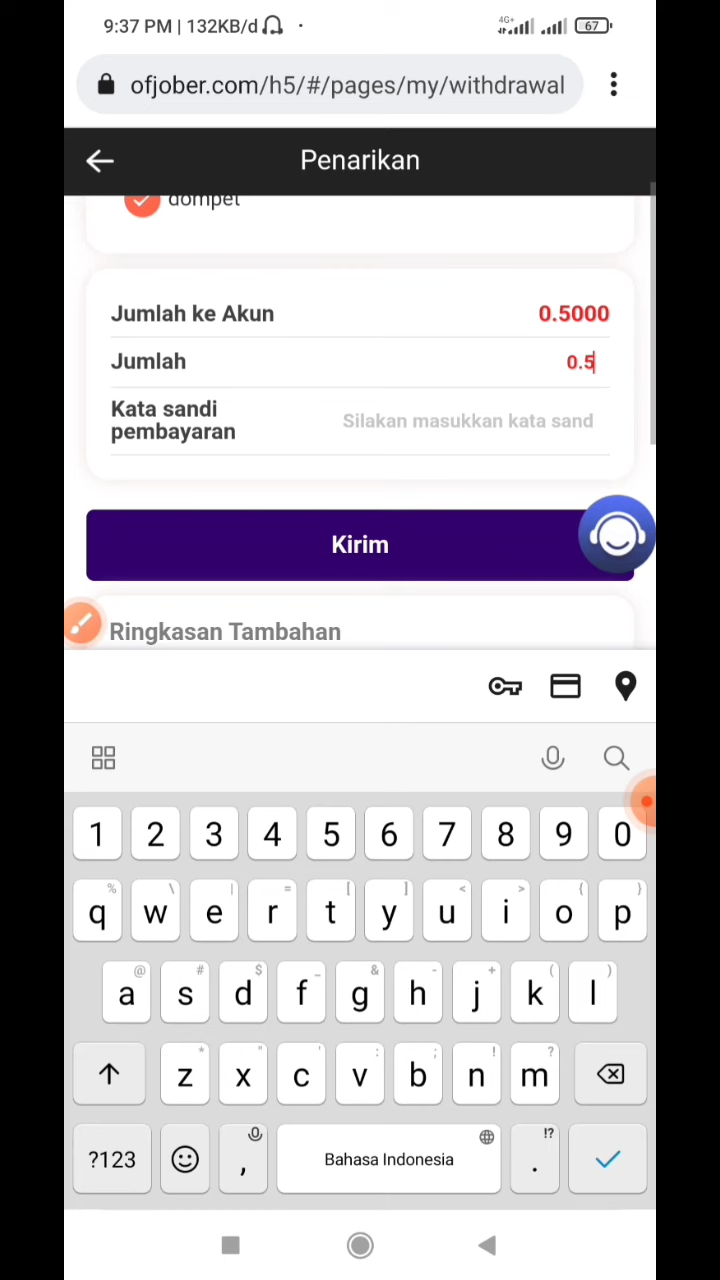 9:37 PM | 132KB/d
4G+
67
ofjober.com/h5/#/pages/my/withdrawal
Penarikan
dompet
Jumlah ke Akun 0.5000
Jumlah 0.5
Kata sandi
pembayaran
Silakan masukkan kata sand
Kirim
Ringkasan Tambahan
1 2 3 4 5 6 7 8 9 0
% \ | = [ ] < > { }
q w e r t y u i o p
@ # $ _ & - + ( )
a s d f g h j k l
* " ' : ; ! ?
z x c v b n m
!?
?123 , Bahasa Indonesia .